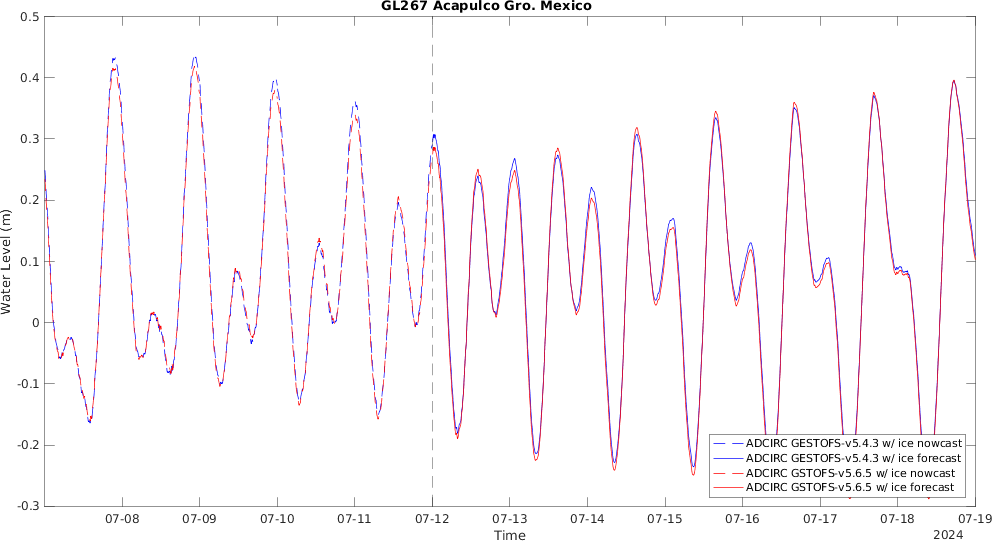 GL267 Acapulco Gro. Mexico
0.5
0.4
0.3
0.2
0.1
0
-0.1
-0.2
-0.3
Water Level (m)
ADCIRC GESTOFS-v5.4.3 w/ ice nowcast
ADCIRC GESTOFS-v5.4.3 w/ ice forecast
ADCIRC GSTOFS-v5.6.5 w/ ice nowcast
ADCIRC GSTOFS-v5.6.5 w/ ice forecast
07-08 07-09 07-10 07-11 07-12 07-13 07-14 07-15 07-16 07-17 07-18 07-19
Time
2024